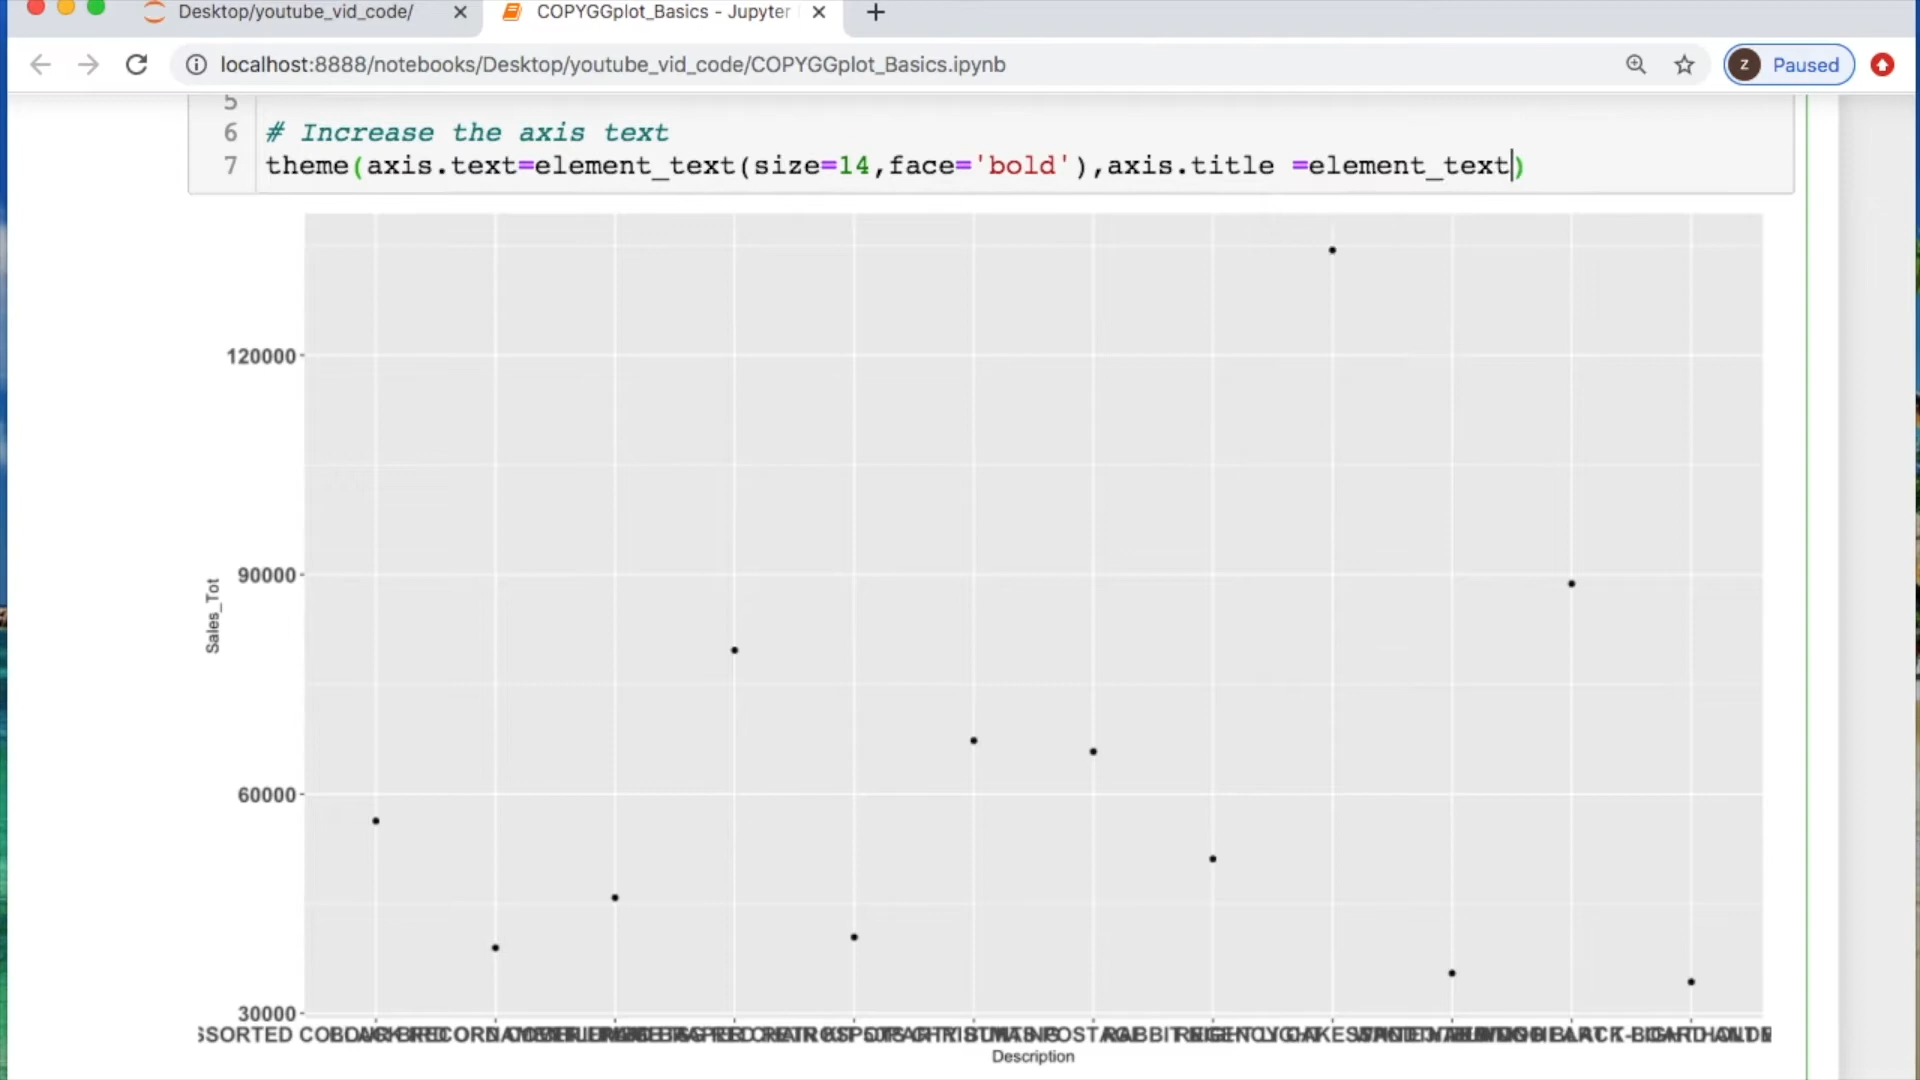 Desktop/youtube_vid_code/
COPYGGplot_Basics - Jupyter
localhost:8888/notebooks/Desktop/youtube_vid_code/COPYGGplot_Basics.ipynb
z Paused
5
6 # Increase the axis text
7 theme(axis.text=element_text(size=14,face='bold'),axis.title =element_text)
120000
90000
Sales_Tot
60000
30000
Description